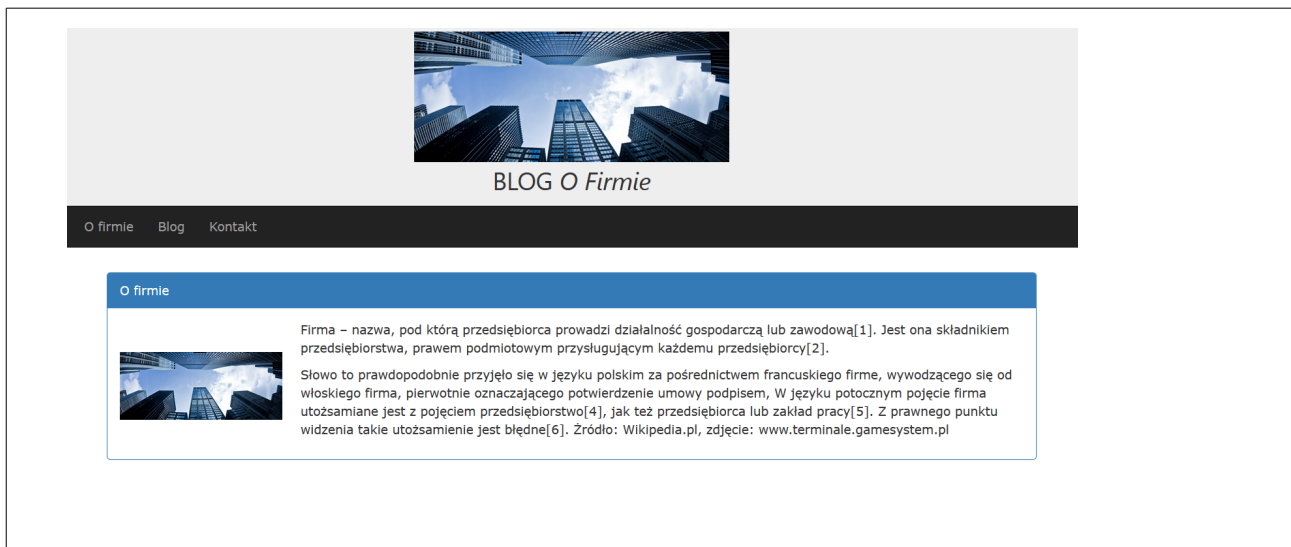 BLOG O Firmie
O firmie Blog Kontakt
O firmie
Firma – nazwa, pod którą przedsiębiorca prowadzi działalność gospodarczą lub zawodową[1]. Jest ona składnikiem
przedsiębiorstwa, prawem podmiotowym przysługującym każdemu przedsiębiorcy[2].
Słowo to prawdopodobnie przyjęło się w języku polskim za pośrednictwem francuskiego firme, wywodzącego się od
włoskiego firma, pierwotnie oznaczającego potwierdzenie umowy podpisem, W języku potocznym pojęcie firma
utożsamiane jest z pojęciem przedsiębiorstwo[4], jak też przedsiębiorca lub zakład pracy[5]. Z prawnego punktu
widzenia takie utożsamienie jest błędne[6]. Źródło: Wikipedia.pl, zdjęcie: www.terminale.gamesystem.pl